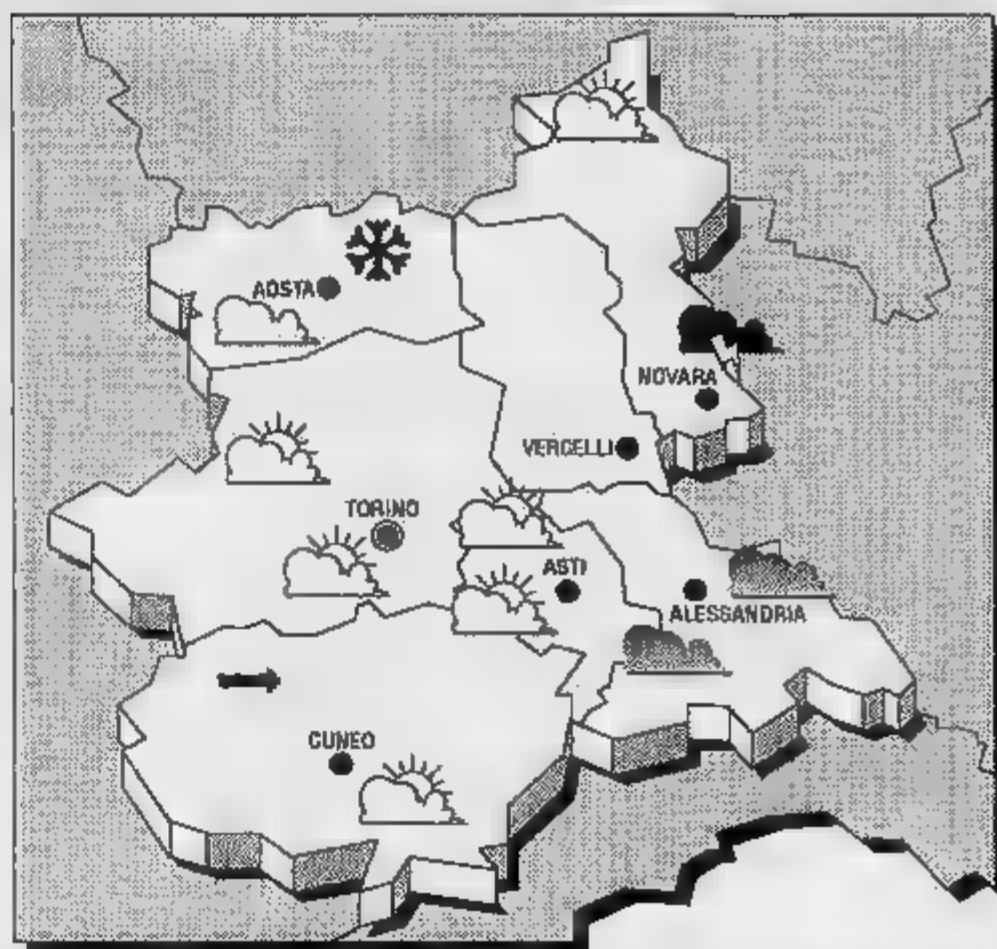 AOSTA
NOVARA
VERCELLI
TORINO
ASTI
ALESSANDRIA
CUNEO